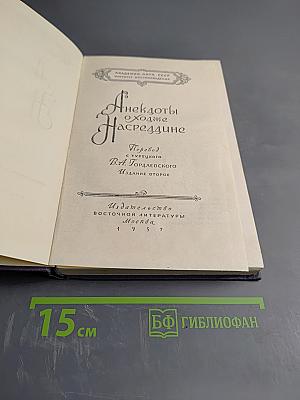 АКАДЕМИЯ НАУК СССР
ИНСТИТУТ ВОСТОКОВЕДЕНИЯ
Анекдоты
о ходже
Насреддине
Перевод
с турецкого
В.А. Гордлевского
Издание второе
Издательство
ВОСТОЧНОЙ ЛИТЕРАТУРЫ
Москва
1957
15 см
БФ БИБЛИОФАН